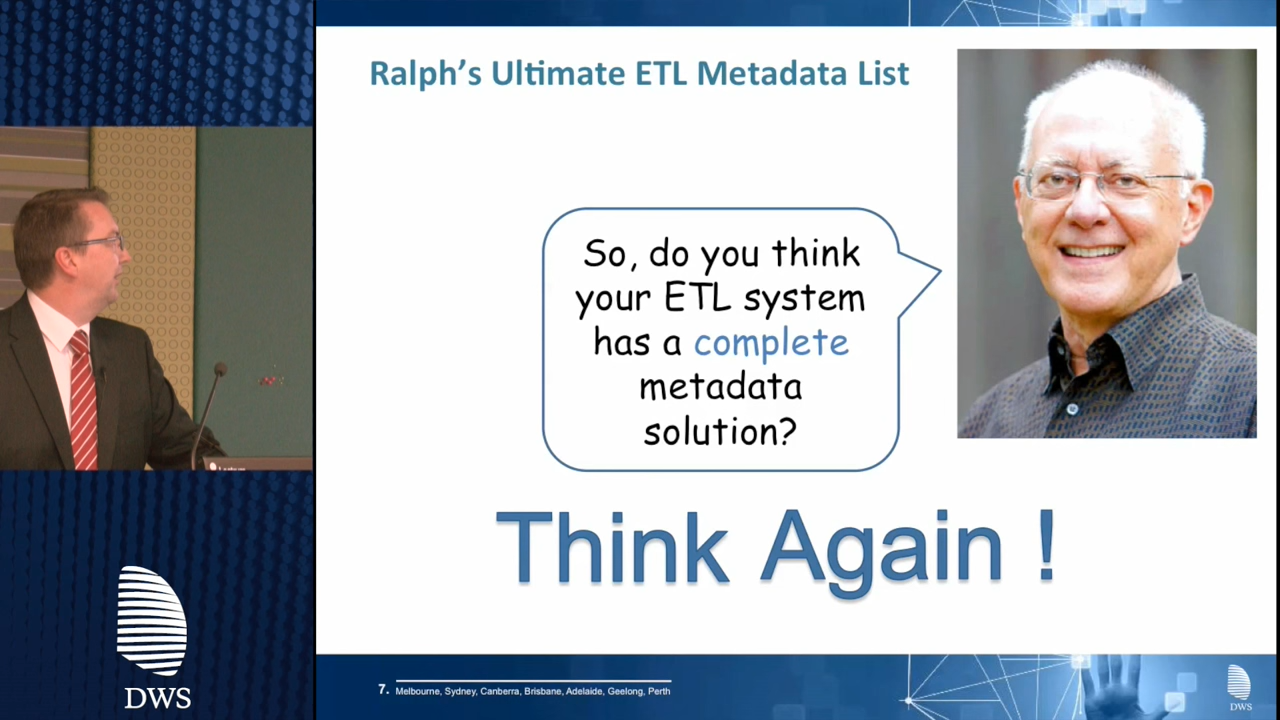 Ralph's Ultimate ETL Metadata List
So, do you think
your ETL system
has a complete
metadata
solution?
Think Again !
7. Melbourne, Sydney, Canberra, Brisbane, Adelaide, Geelong, Perth
DWS
DWS